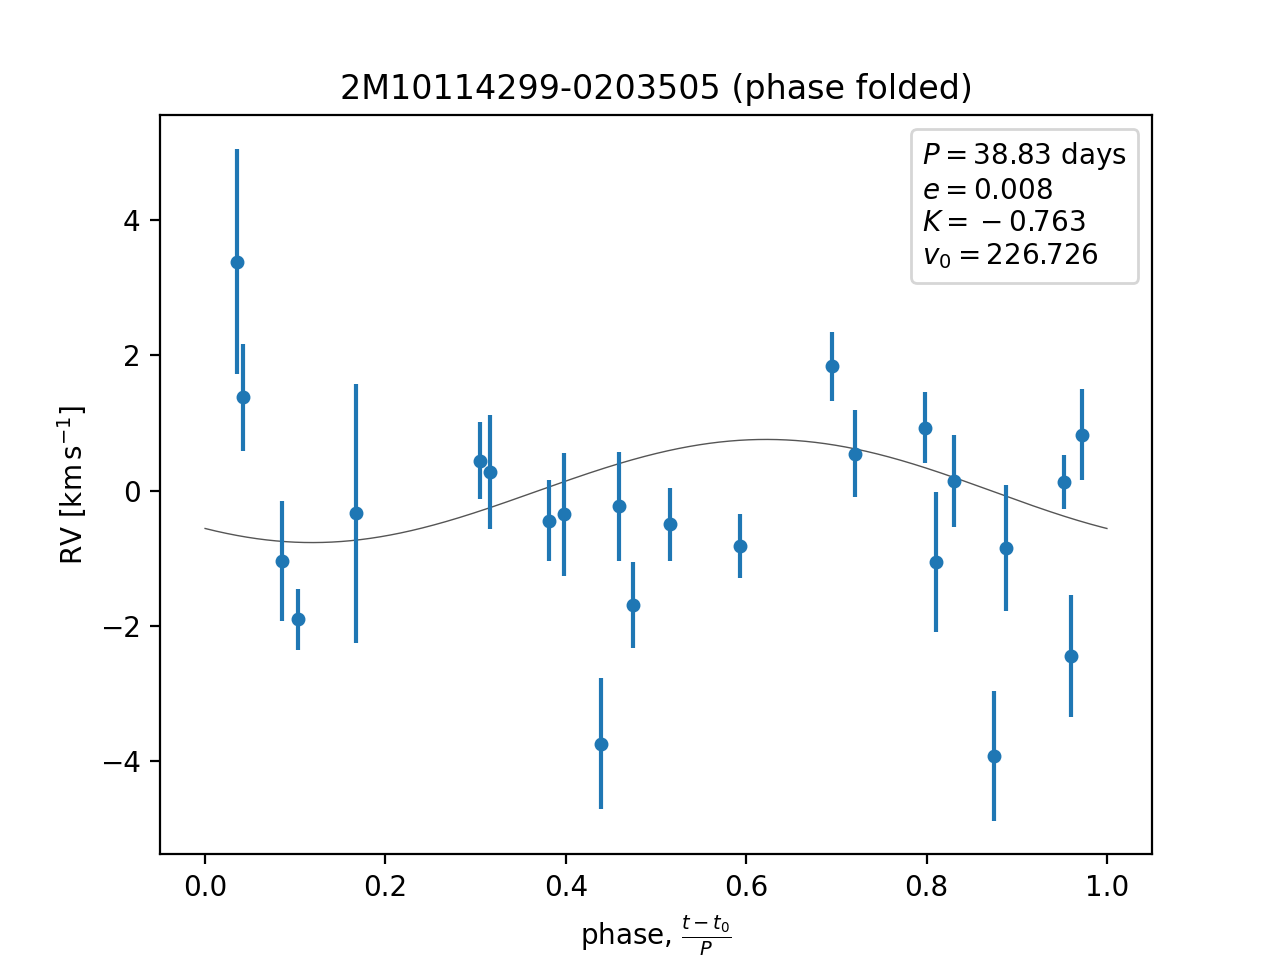 2M10114299-0203505 (phase folded)
P = 38.83 days
e = 0.008
K = −0.763
v₀ = 226.726
RV [km s⁻¹]
4
2
0
−2
−4
0.0 0.2 0.4 0.6 0.8 1.0
phase, (t − t₀)/P